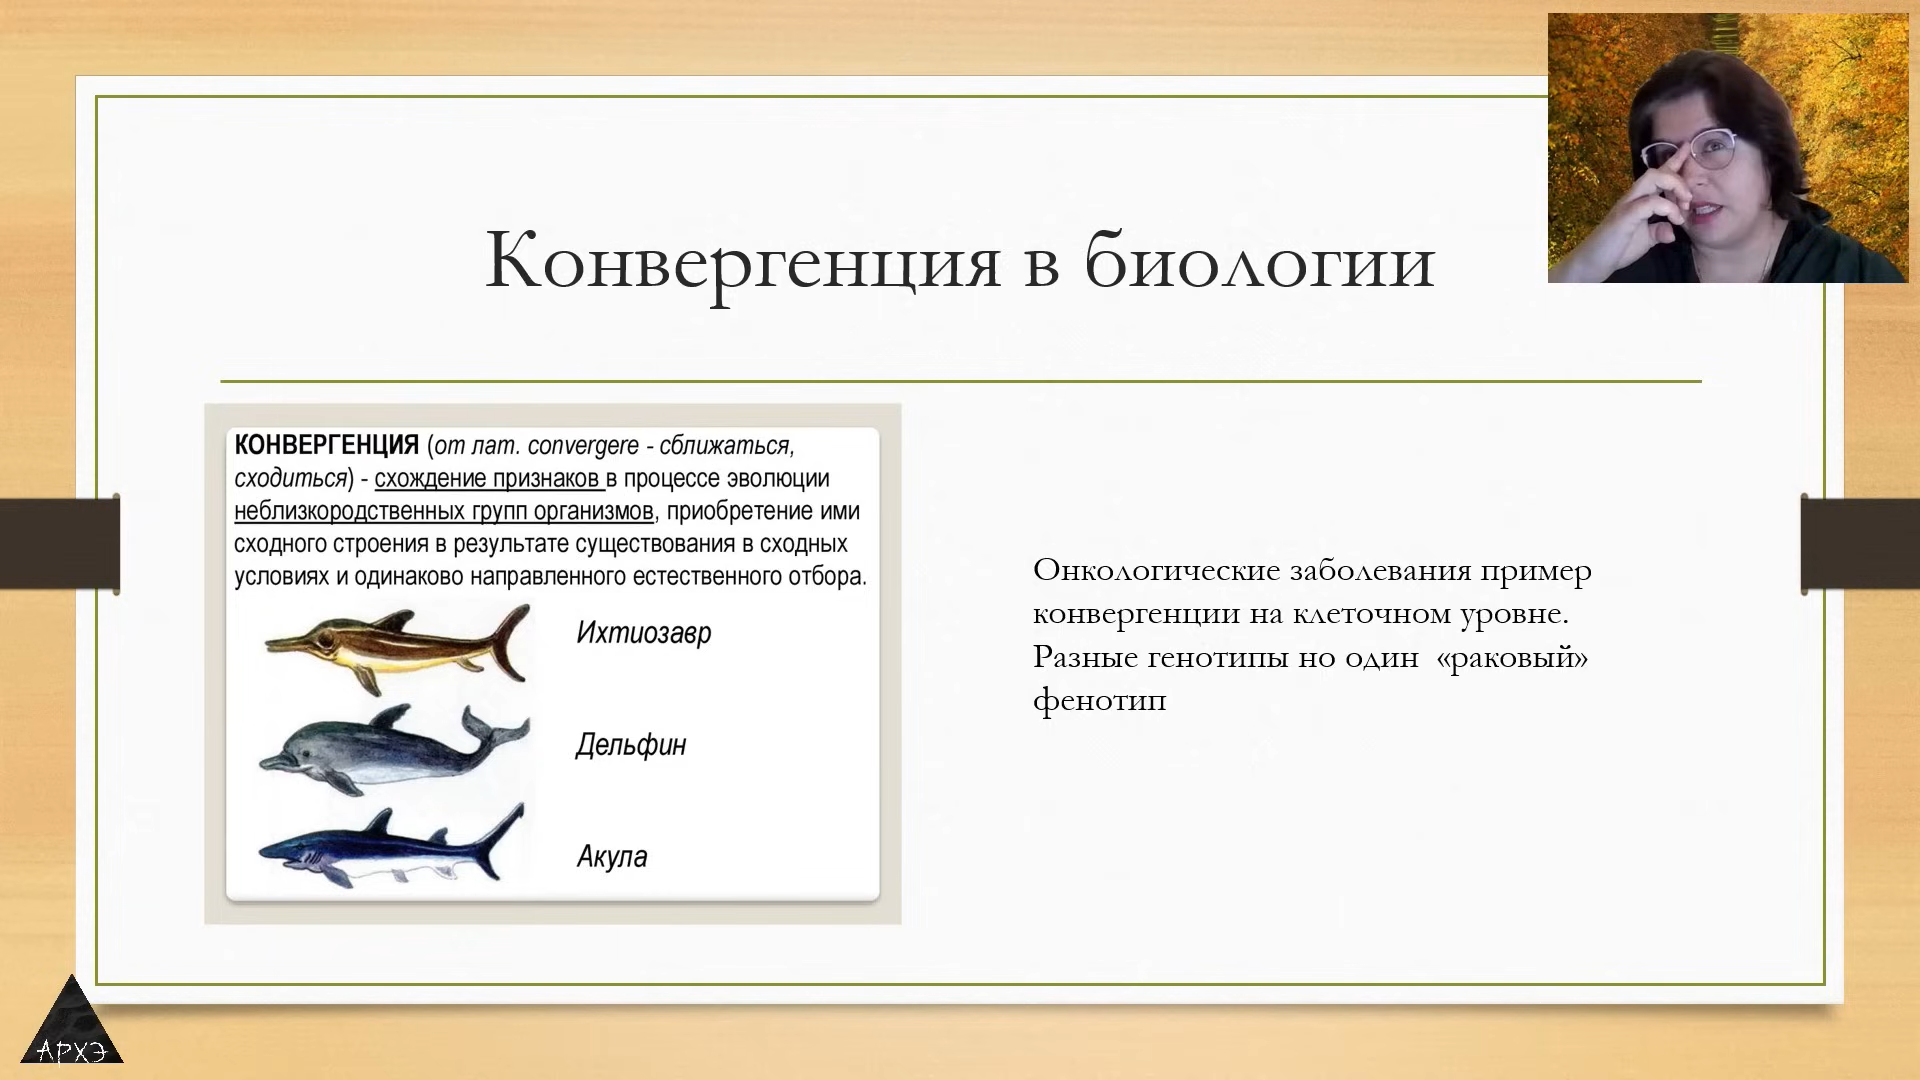 Конвергенция в биологии
КОНВЕРГЕНЦИЯ (от лат. convergere - сближаться,
сходиться) - схождение признаков в процессе эволюции
неблизкородственных групп организмов, приобретение ими
сходного строения в результате существования в сходных
условиях и одинаково направленного естественного отбора.
Ихтиозавр
Дельфин
Акула
Онкологические заболевания пример
конвергенции на клеточном уровне.
Разные генотипы но один «раковый»
фенотип
АРХЭ